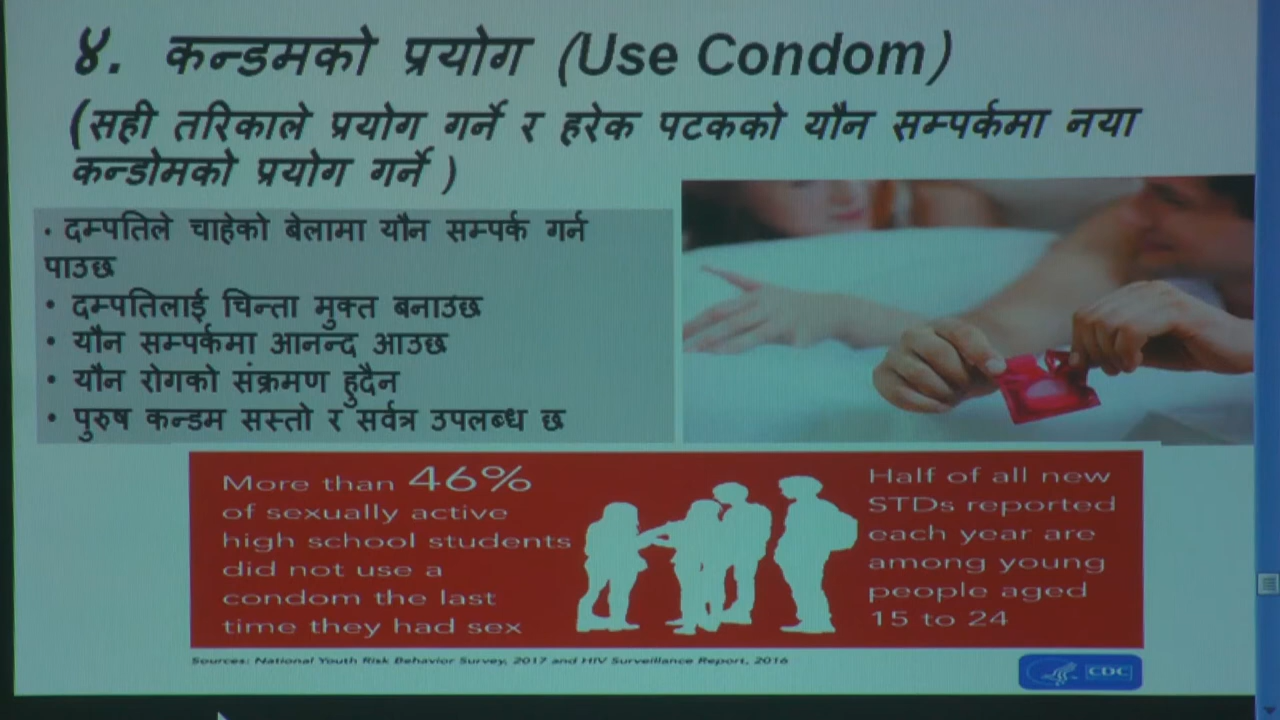 ४. कन्डमको प्रयोग (Use Condom)
(सही तरिकाले प्रयोग गर्ने र हरेक पटकको यौन सम्पर्कमा नया
कन्डोमको प्रयोग गर्ने )
· दम्पतिले चाहेको बेलामा यौन सम्पर्क गर्न
पाउछ
• दम्पतिलाई चिन्ता मुक्त बनाउछ
• यौन सम्पर्कमा आनन्द आउछ
• यौन रोगको संक्रमण हुदैन
• पुरुष कन्डम सस्तो र सर्वत्र उपलब्ध छ
More than 46%
of sexually active
high school students
did not use a
condom the last
time they had sex
Half of all new
STDs reported
each year are
among young
people aged
15 to 24
Sources: National Youth Risk Behavior Survey, 2017 and HIV Surveillance Report, 2016
CDC